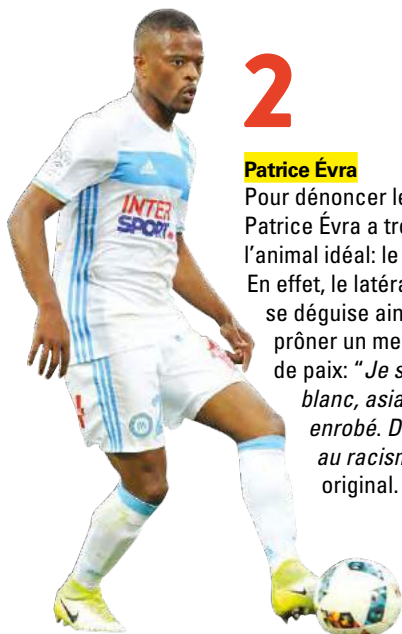 2
Patrice Évra
Pour dénoncer le
Patrice Évra a tro
l’animal idéal: le
En effet, le latéra
se déguise ain
prôner un me
de paix: “Je s
blanc, asia
enrobé. D
au racism
original.
INTER
SPORT